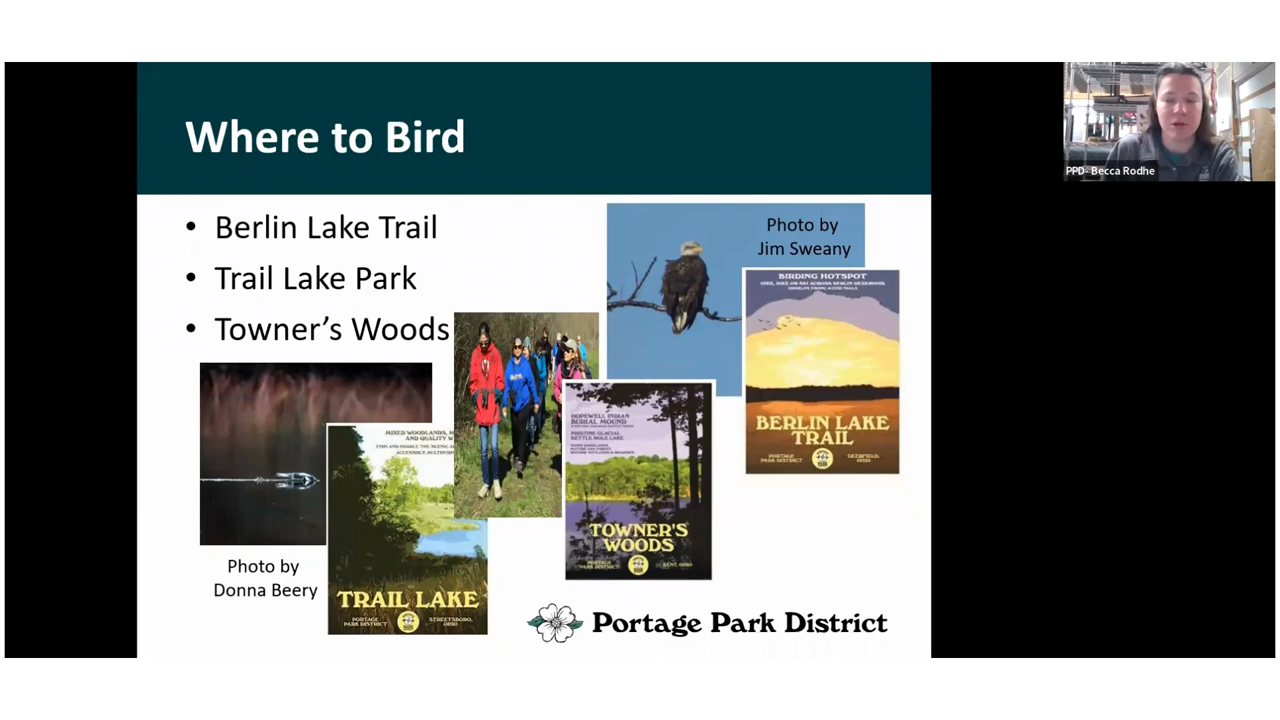 Where to Bird
PPD- Becca Rodhe
• Berlin Lake Trail
• Trail Lake Park
• Towner's Woods
Photo by
Jim Sweany
BIRDING HOTSPOT
BERLIN LAKE
TRAIL
PORTAGE
PARK DISTRICT
DEERFIELD,
OHIO
HOPEWELL INDIAN
BURIAL MOUND
PRISTINE GLACIAL
KETTLE HOLE LAKE
TOWNER'S
WOODS
PORTAGE
PARK DISTRICT
KENT, OHIO
MIXED WOODLANDS,
AND QUALITY
TRAIL LAKE
PORTAGE
PARK DISTRICT
STREETSBORO,
OHIO
Photo by
Donna Beery
Portage Park District